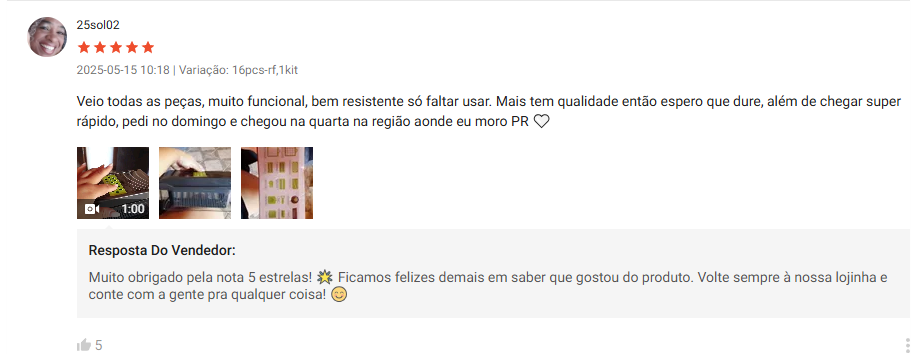 25sol02
2025-05-15 10:18 | Variação: 16pcs-rf,1kit
Veio todas as peças, muito funcional, bem resistente só faltar usar. Mais tem qualidade então espero que dure, além de chegar super
rápido, pedi no domingo e chegou na quarta na região aonde eu moro PR ♡
1:00
Resposta Do Vendedor:
Muito obrigado pela nota 5 estrelas! 🌟 Ficamos felizes demais em saber que gostou do produto. Volte sempre à nossa lojinha e
conte com a gente pra qualquer coisa! 😊
5